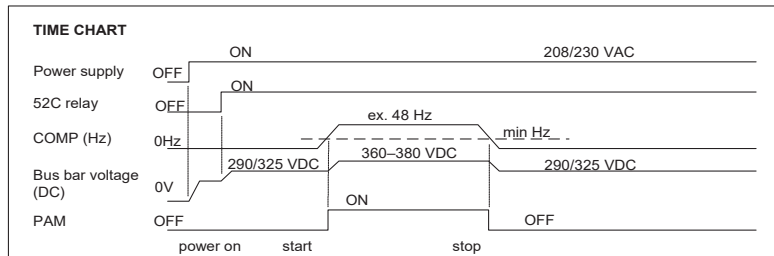 TIME CHART
ON 208/230 VAC
Power supply OFF
ON
52C relay OFF
ex. 48 Hz
COMP (Hz) 0Hz min Hz
290/325 VDC 360–380 VDC 290/325 VDC
Bus bar voltage
(DC) 0V
ON
PAM OFF OFF
power on start stop